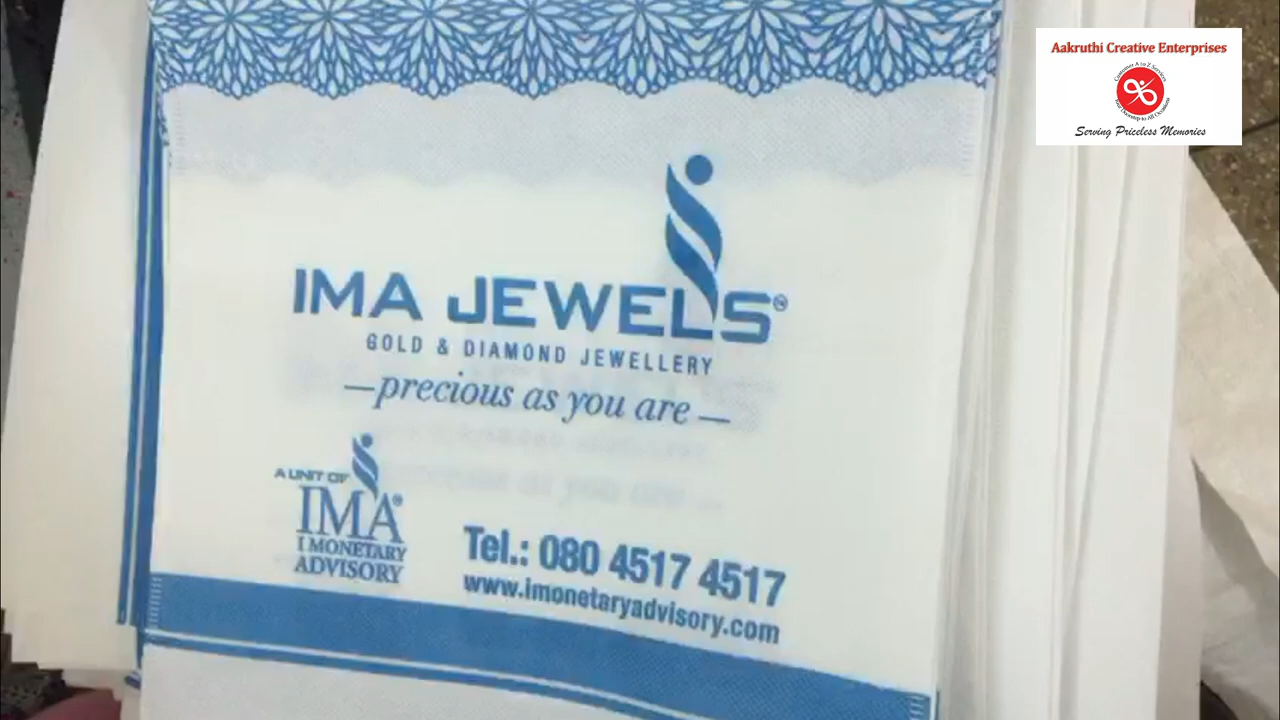 Aakruthi Creative Enterprises
Serving Priceless Memories
IMA JEWELS
GOLD & DIAMOND JEWELLERY
—precious as you are—
A UNIT OF
IMA®
I MONETARY
ADVISORY
Tel.: 080 4517 4517
www.imonetaryadvisory.com